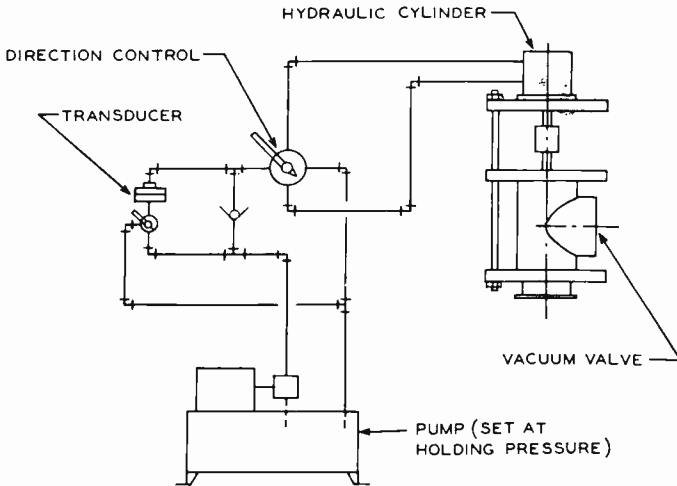 HYDRAULIC CYLINDER
DIRECTION CONTROL
TRANSDUCER
VACUUM VALVE
PUMP (SET AT
HOLDING PRESSURE)